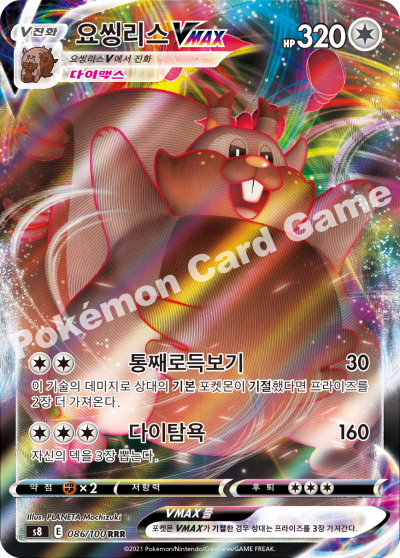 V진화
요씽리스 VMAX
HP 320
요씽리스 V에서 진화
다이맥스
Pokémon Card Game
통째로득보기 30
이 기술의 데미지로 상대의 기본 포켓몬이 기절했다면 프라이즈를
2장 더 가져온다.
다이탐욕 160
자신의 덱을 3장 뽑는다.
약점 ×2 저항력 후퇴
Illus. PLANETA Mochizuki
s8 E 086/100 RRR
VMAX룰
포켓몬 VMAX가 기절한 경우 상대는 프라이즈를 3장 가져간다.
©2021 Pokémon/Nintendo/Creatures/GAME FREAK.